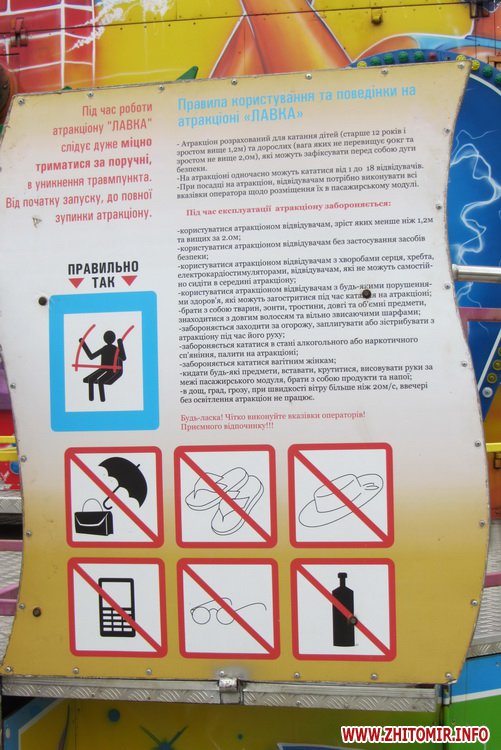 Під час роботи
атракціону "ЛАВКА"
слідує дуже міцно
триматися за поручні,
в уникнення травмпункта.
Від початку запуску, до повної
зупинки атракціону.
ПРАВИЛЬНО
ТАК
Правила користування та поведінки на
атракціоні «ЛАВКА»
- Атракціон розрахований для катання дітей (старше 12 років і
зростом вище 1,2м) та дорослих (вага яких не перевищує 90кг та
зростом не вище 2,0м), які можуть зафіксувати перед собою дуги
безпеки.
-На атракціоні одночасно можуть кататися від 1 до 18 відвідувачів.
-При посадці на атракціон, відвідувачам потрібно виконувати всі
вказівки оператора щодо розміщення їх в пасажирському модулі.
Під час експлуатації атракціону забороняється:
-користуватися атракціоном відвідувачам, зріст яких менше ніж 1,2м
та вищих за 2.0м;
-користуватися атракціоном відвідувачам без застосування засобів
безпеки;
-користуватися атракціоном відвідувачам з хворобами серця, хребта,
електрокардіостимуляторами, відвідувачам, які не можуть самостій-
но сидіти в середині атракціону;
-користуватися атракціоном відвідувачам з будь-якими порушення-
ми здоров'я, які можуть загостритися під час катання на атракціоні;
-брати з собою тварин, зонти, тростини, довгі та об'ємні предмети,
знаходитися з довгим волоссям та вільно звисаючими шарфами;
-забороняється заходити за огорожу, заплигувати або зістрибувати з
атракціону під час його руху;
-забороняється кататися в стані алкогольного або наркотичного
сп'яніння, палити на атракціоні;
-забороняється кататися вагітним жінкам;
-кидати будь-які предмети, вставати, крутитися, висовувати руки за
межі пасажирського модуля, брати з собою продукти та напої;
-в дощ, град, грозу, при швидкості вітру більше ніж 20м/с, ввечері
без освітлення атракціон не працює.
Будь-ласка! Чітко виконуйте вказівки операторів!
Приємного відпочинку!!!
WWW.ZHITOMIR.INFO